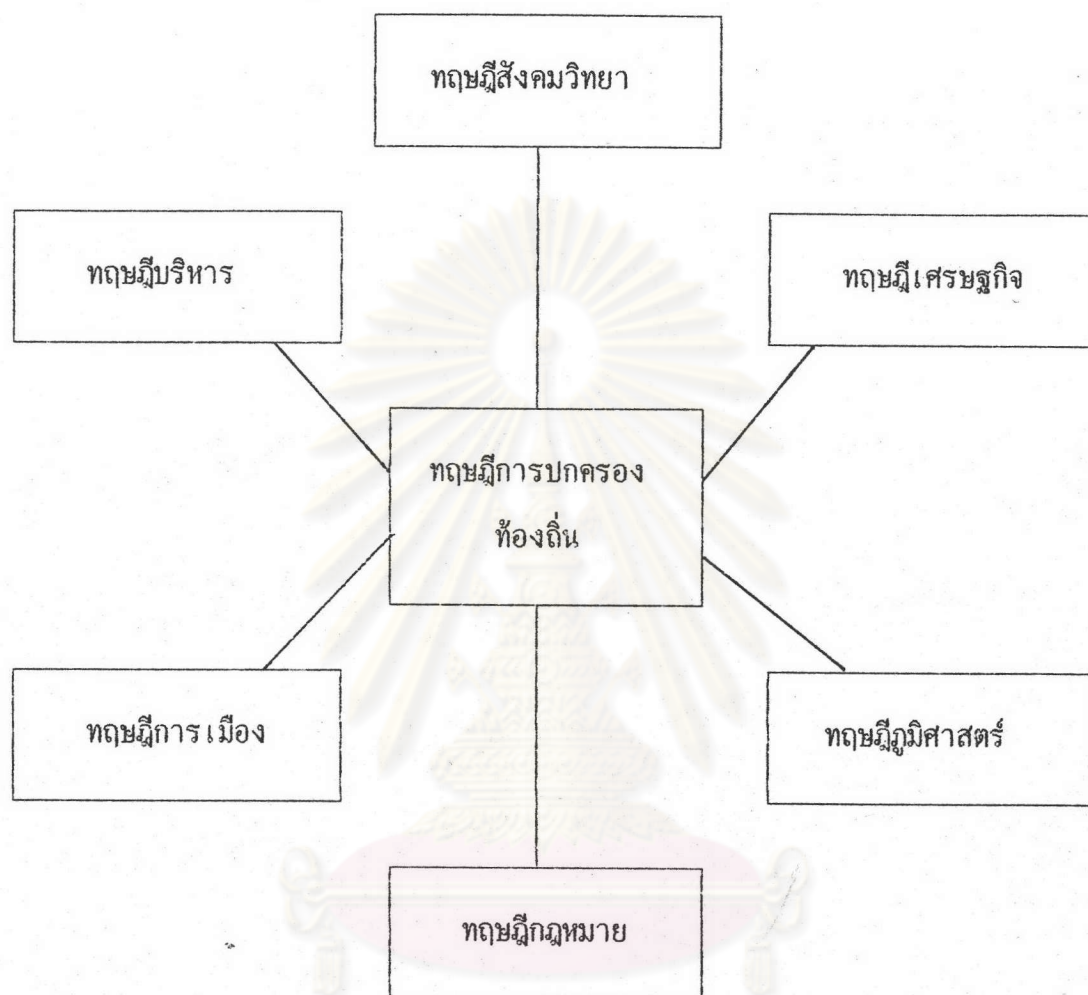 ทฤษฎีสังคมวิทยา
ทฤษฎีบริหาร
ทฤษฎีเศรษฐกิจ
ทฤษฎีการปกครอง
ท้องถิ่น
ทฤษฎีการเมือง
ทฤษฎีภูมิศาสตร์
ทฤษฎีกฎหมาย